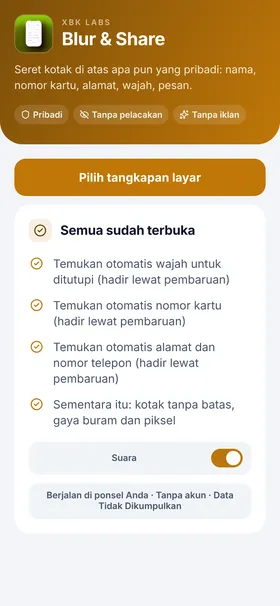 XBK LABS
Blur & Share
Seret kotak di atas apa pun yang pribadi: nama,
nomor kartu, alamat, wajah, pesan.
Pribadi
Tanpa pelacakan
Tanpa iklan
Pilih tangkapan layar
Semua sudah terbuka
Temukan otomatis wajah untuk
ditutupi (hadir lewat pembaruan)
Temukan otomatis nomor kartu
(hadir lewat pembaruan)
Temukan otomatis alamat dan
nomor telepon (hadir lewat
pembaruan)
Sementara itu: kotak tanpa batas,
gaya buram dan piksel
Suara
Berjalan di ponsel Anda · Tanpa akun · Data
Tidak Dikumpulkan